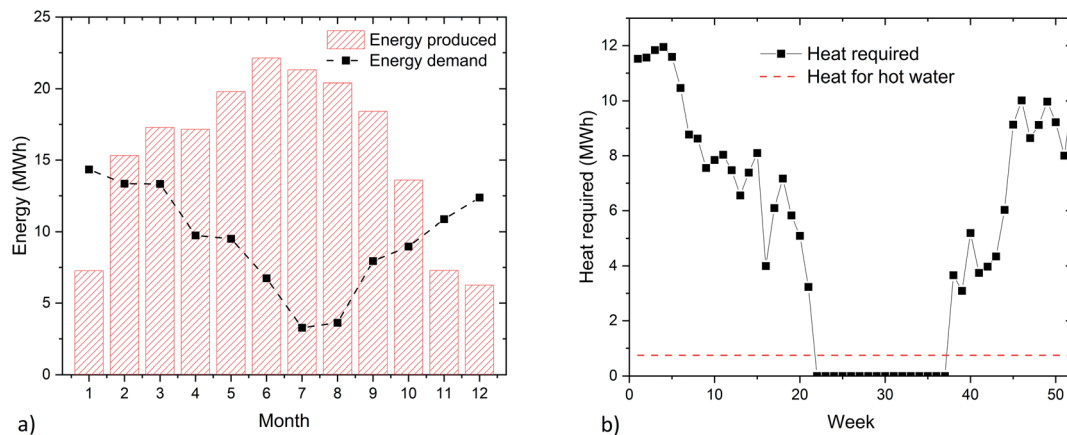 25
20
15
10
5
0
Energy (MWh)
Energy produced
Energy demand
1 2 3 4 5 6 7 8 9 10 11 12
Month
a)
12
10
8
6
4
2
0
Heat required (MWh)
Heat required
Heat for hot water
0 10 20 30 40 50
Week
b)